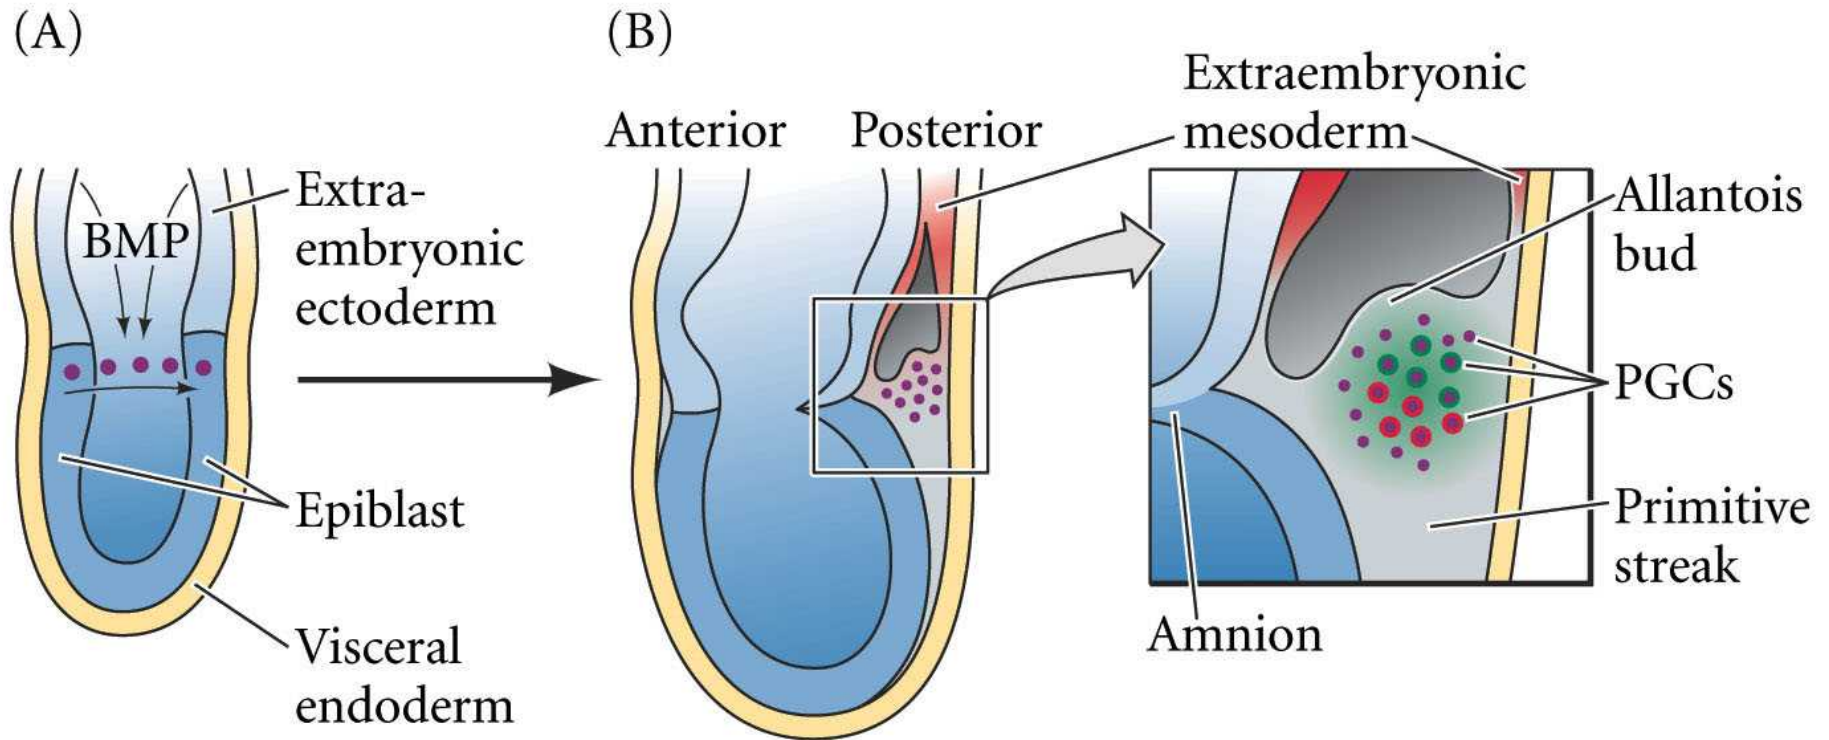 (A)
BMP
Extra-
embryonic
ectoderm
Epiblast
Visceral
endoderm
(B)
Anterior
Posterior
Extraembryonic
mesoderm
Allantois
bud
PGCs
Primitive
streak
Amnion